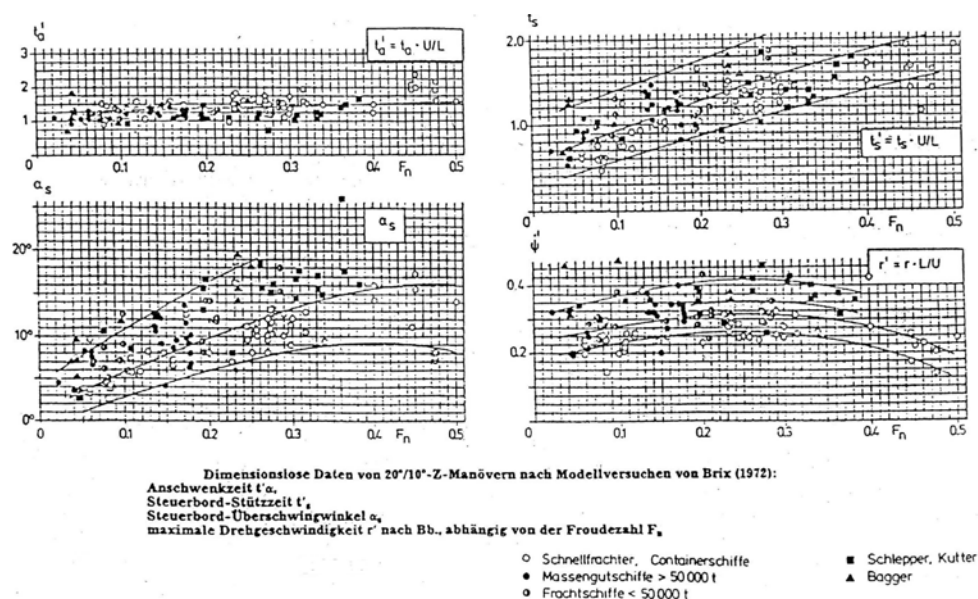 t'a
t'a = ta · U/L
3
2
1
0
0.1
0.2
0.3
0.4
Fn
0.5
ts
2.0
1.0
t's = ts · U/L
0
0.1
0.2
0.3
0.4
Fn
0.5
αs
αs
20°
10°
0°
0
0.1
0.2
0.3
0.4
Fn
0.5
ψ̇'
r' = r · L/U
0.4
0.2
0
0.1
0.2
0.3
0.4
Fn
0.5
Dimensionslose Daten von 20°/10°-Z-Manövern nach Modellversuchen von Brix (1972):
Anschwenkzeit t'α,
Steuerbord-Stützzeit t's
Steuerbord-Überschwingwinkel αs
maximale Drehgeschwindigkeit r' nach Bb., abhängig von der Froudezahl Fn
○ Schnellfrachter, Containerschiffe
● Massengutschiffe > 50 000 t
Frachtschiffe < 50 000 t
■ Schlepper, Kutter
▲ Bagger